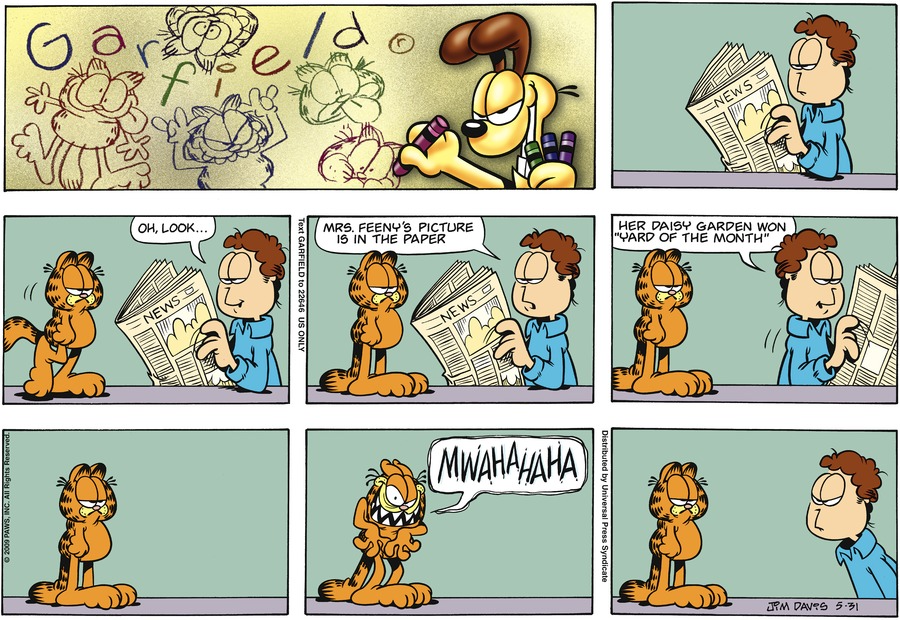 Garfield
NEWS
OH, LOOK...
NEWS
Text GARFIELD to 22646 US ONLY
MRS. FEENY'S PICTURE
IS IN THE PAPER
NEWS
HER DAISY GARDEN WON
"YARD OF THE MONTH"
© 2009 PAWS, INC. All Rights Reserved.
MWAHAHAHA
Distributed by Universal Press Syndicate
JIM DAVIS 5-31